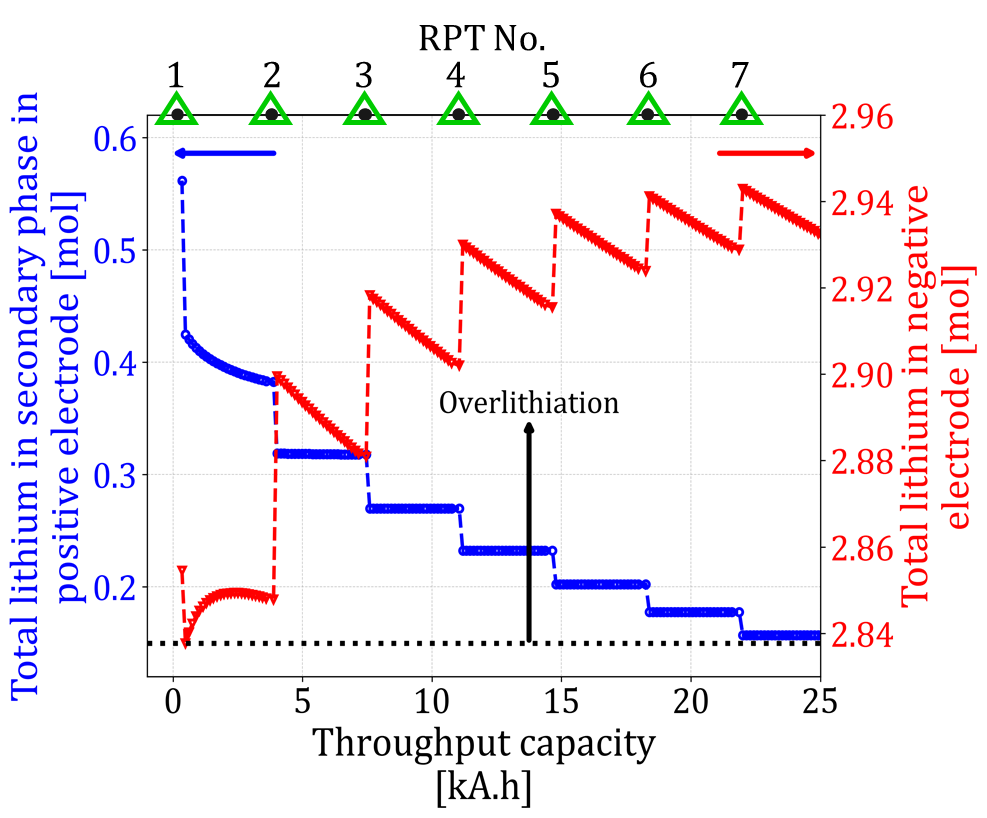 RPT No.
1 2 3 4 5 6 7
Total lithium in secondary phase in
positive electrode [mol]
0.6
0.5
0.4
0.3
0.2
Overlithiation
2.96
2.94
2.92
2.90
2.88
2.86
2.84
Total lithium in negative
electrode [mol]
0 5 10 15 20 25
Throughput capacity
[kA.h]